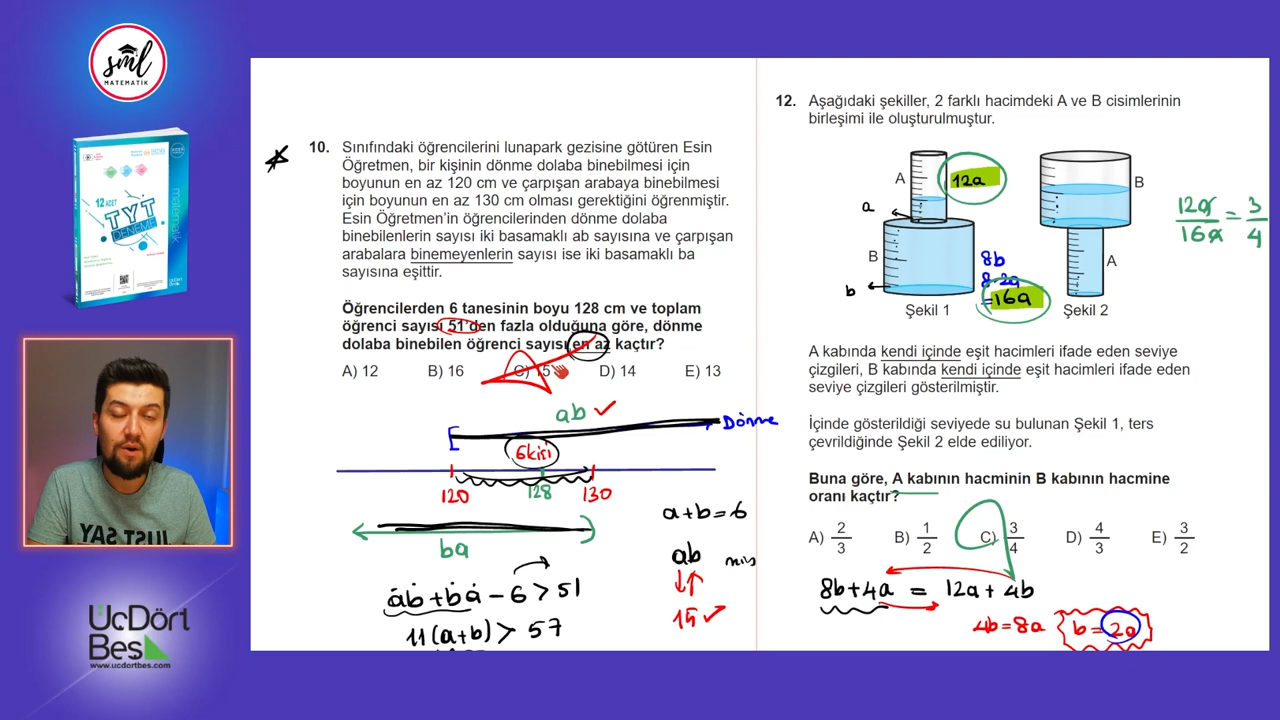 sml
MATEMATİK
12 ADET
TYT
DENEME
matematik
ÜçDört
Beş
www.ucdortbes.com
10. Sınıfındaki öğrencilerini lunapark gezisine götüren Esin
Öğretmen, bir kişinin dönme dolaba binebilmesi için
boyunun en az 120 cm ve çarpışan arabaya binebilmesi
için boyunun en az 130 cm olması gerektiğini öğrenmiştir.
Esin Öğretmen'in öğrencilerinden dönme dolaba
binebilenlerin sayısı iki basamaklı ab sayısına ve çarpışan
arabalara binemeyenlerin sayısı ise iki basamaklı ba
sayısına eşittir.
Öğrencilerden 6 tanesinin boyu 128 cm ve toplam
öğrenci sayısı 51'den fazla olduğuna göre, dönme
dolaba binebilen öğrenci sayısı en az kaçtır?
A) 12 B) 16 C) 15 D) 14 E) 13
ab
Dönme
6kisi
120 128 130
ba
ab + ba - 6 > 51
11(a+b) > 57
a+b=6
ab min
15
12. Aşağıdaki şekiller, 2 farklı hacimdeki A ve B cisimlerinin
birleşimi ile oluşturulmuştur.
A
12a
a
B
b
8b
8.2a
=16a
Şekil 1
B
A
Şekil 2
12a/16a = 3/4
A kabında kendi içinde eşit hacimleri ifade eden seviye
çizgileri, B kabında kendi içinde eşit hacimleri ifade eden
seviye çizgileri gösterilmiştir.
İçinde gösterildiği seviyede su bulunan Şekil 1, ters
çevrildiğinde Şekil 2 elde ediliyor.
Buna göre, A kabının hacminin B kabının hacmine
oranı kaçtır?
A) 2/3 B) 1/2 C) 3/4 D) 4/3 E) 3/2
8b+4a = 12a+4b
4b=8a b=2a